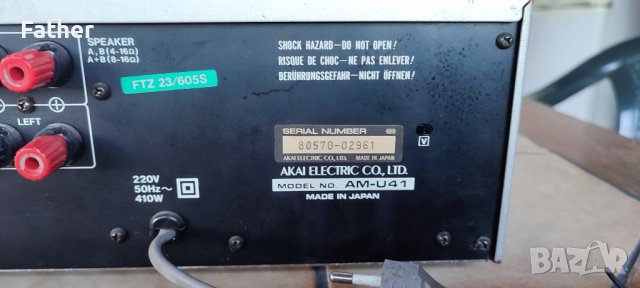 Father
SPEAKER
A, B (4-16Ω)
A+B (8-16Ω)
FTZ 23/605S
LEFT
220V
50Hz~
410W
SHOCK HAZARD—DO NOT OPEN!
RISQUE DE CHOC—NE PAS ENLEVER!
BERÜHRUNGSGEFAHR—NICHT ÖFFNEN!
SERIAL NUMBER
80570-02961
AKAI ELECTRIC CO., LTD. MADE IN JAPAN
V
AKAI ELECTRIC CO., LTD.
MODEL NO. AM-U41
MADE IN JAPAN
BAZAR
bg